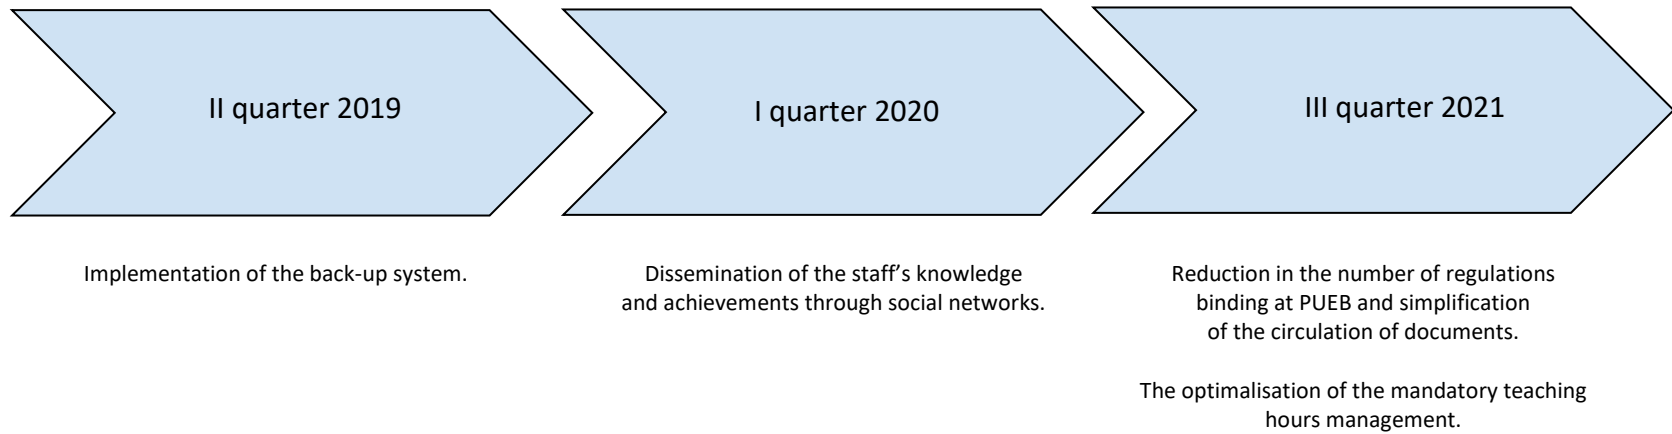 II quarter 2019
I quarter 2020
III quarter 2021
Implementation of the back-up system.
Dissemination of the staff’s knowledge
and achievements through social networks.
Reduction in the number of regulations
binding at PUEB and simplification
of the circulation of documents.
The optimalisation of the mandatory teaching
hours management.